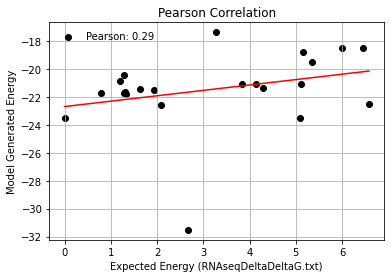 Pearson Correlation
Pearson: 0.29
−18
−20
−22
−24
−26
−28
−30
−32
Model Generated Energy
0 1 2 3 4 5 6
Expected Energy (RNAseqDeltaDeltaG.txt)